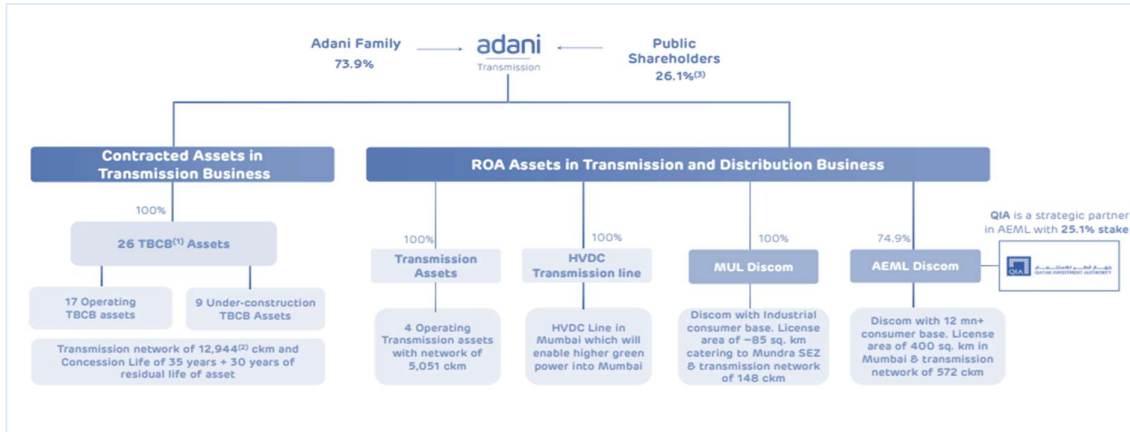 Adani Family
73.9%
adani
Transmission
Public
Shareholders
26.1%(3)
Contracted Assets in
Transmission Business
ROA Assets in Transmission and Distribution Business
100%
26 TBCB(1) Assets
17 Operating
TBCB assets
9 Under-construction
TBCB Assets
Transmission network of 12,944(2) ckm and
Concession Life of 35 years + 30 years of
residual life of asset
100%
Transmission
Assets
4 Operating
Transmission assets
with network of
5,051 ckm
100%
HVDC
Transmission line
HVDC Line in
Mumbai which will
enable higher green
power into Mumbai
100%
MUL Discom
Discom with Industrial
consumer base. License
area of ~85 sq. km
catering to Mundra SEZ
& transmission network
of 148 ckm
74.9%
AEML Discom
Discom with 12 mn+
consumer base. License
area of 400 sq. km in
Mumbai & transmission
network of 572 ckm
QIA is a strategic partner
in AEML with 25.1% stake
QIA
جهاز قطر للاستثمار
QATAR INVESTMENT AUTHORITY